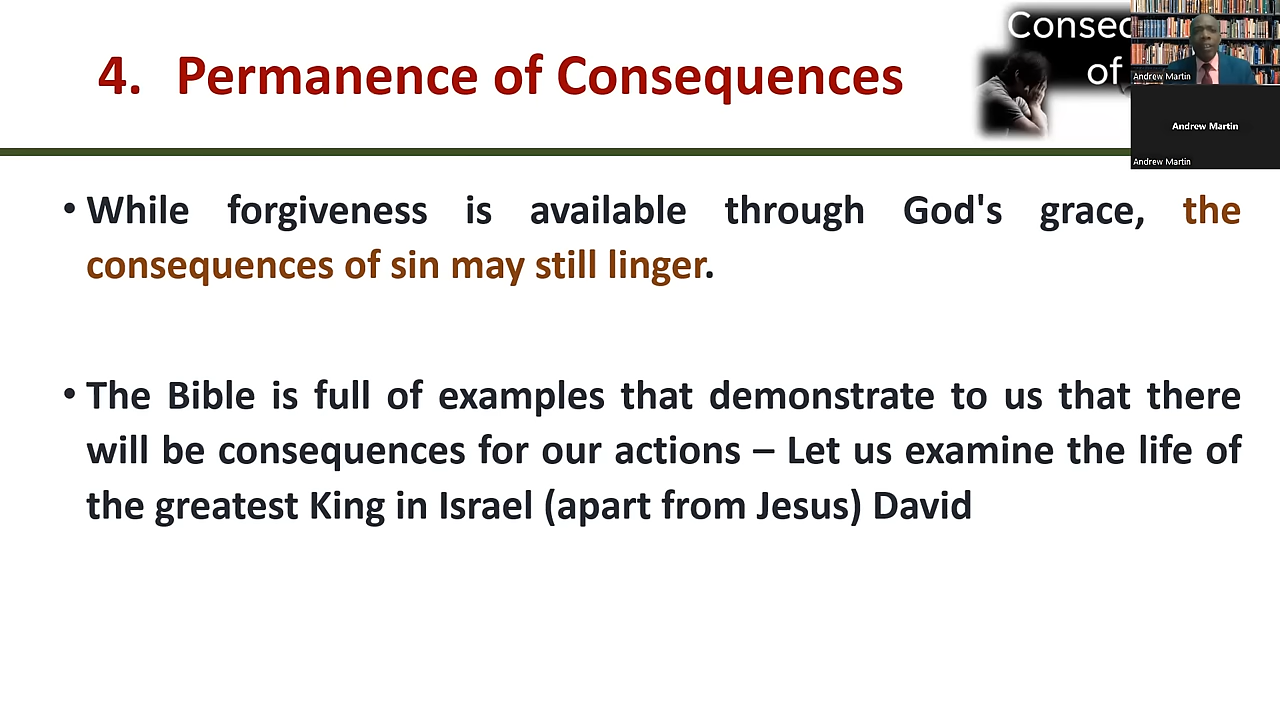 4. Permanence of Consequences
Conseq
of
Andrew Martin
Andrew Martin
Andrew Martin
• While forgiveness is available through God's grace, the
consequences of sin may still linger.
• The Bible is full of examples that demonstrate to us that there
will be consequences for our actions – Let us examine the life of
the greatest King in Israel (apart from Jesus) David